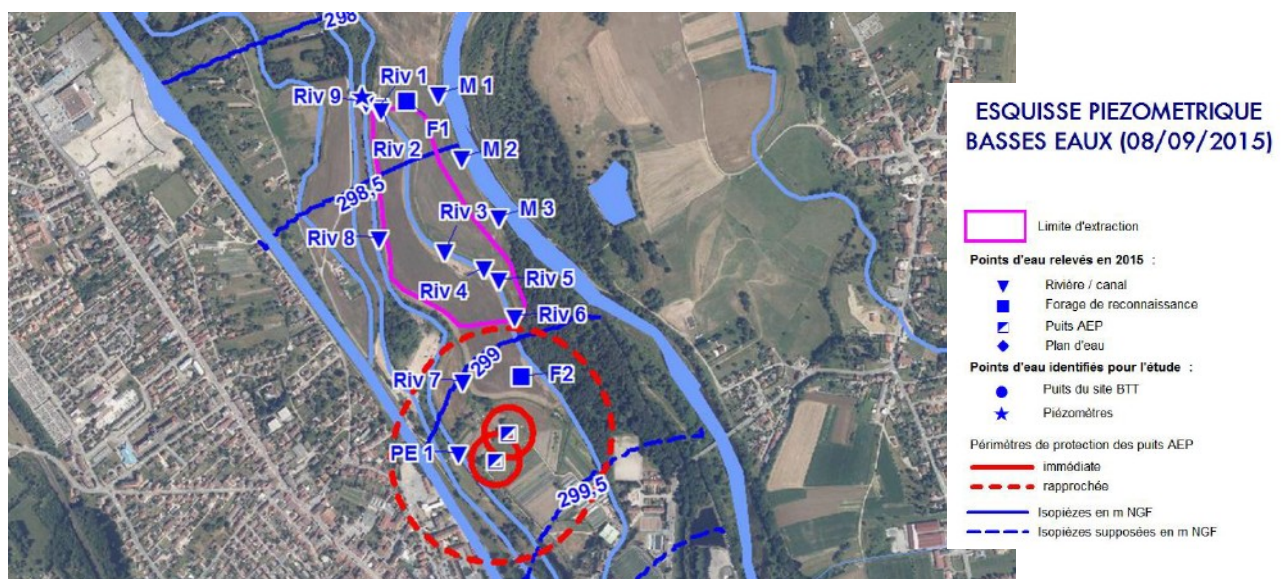 298
Riv 1
M 1
Riv 9
F1
Riv 2
M 2
298,5
Riv 3
M 3
Riv 8
Riv 4
Riv 5
Riv 6
299
Riv 7
F2
PE 1
299,5
ESQUISSE PIEZOMETRIQUE
BASSES EAUX (08/09/2015)
Limite d'extraction
Points d'eau relevés en 2015 :
Rivière / canal
Forage de reconnaissance
Puits AEP
Plan d'eau
Points d'eau identifiés pour l'étude :
Puits du site BTT
Piézomètres
Périmètres de protection des puits AEP
immédiate
rapprochée
Isopièzes en m NGF
Isopièzes supposées en m NGF